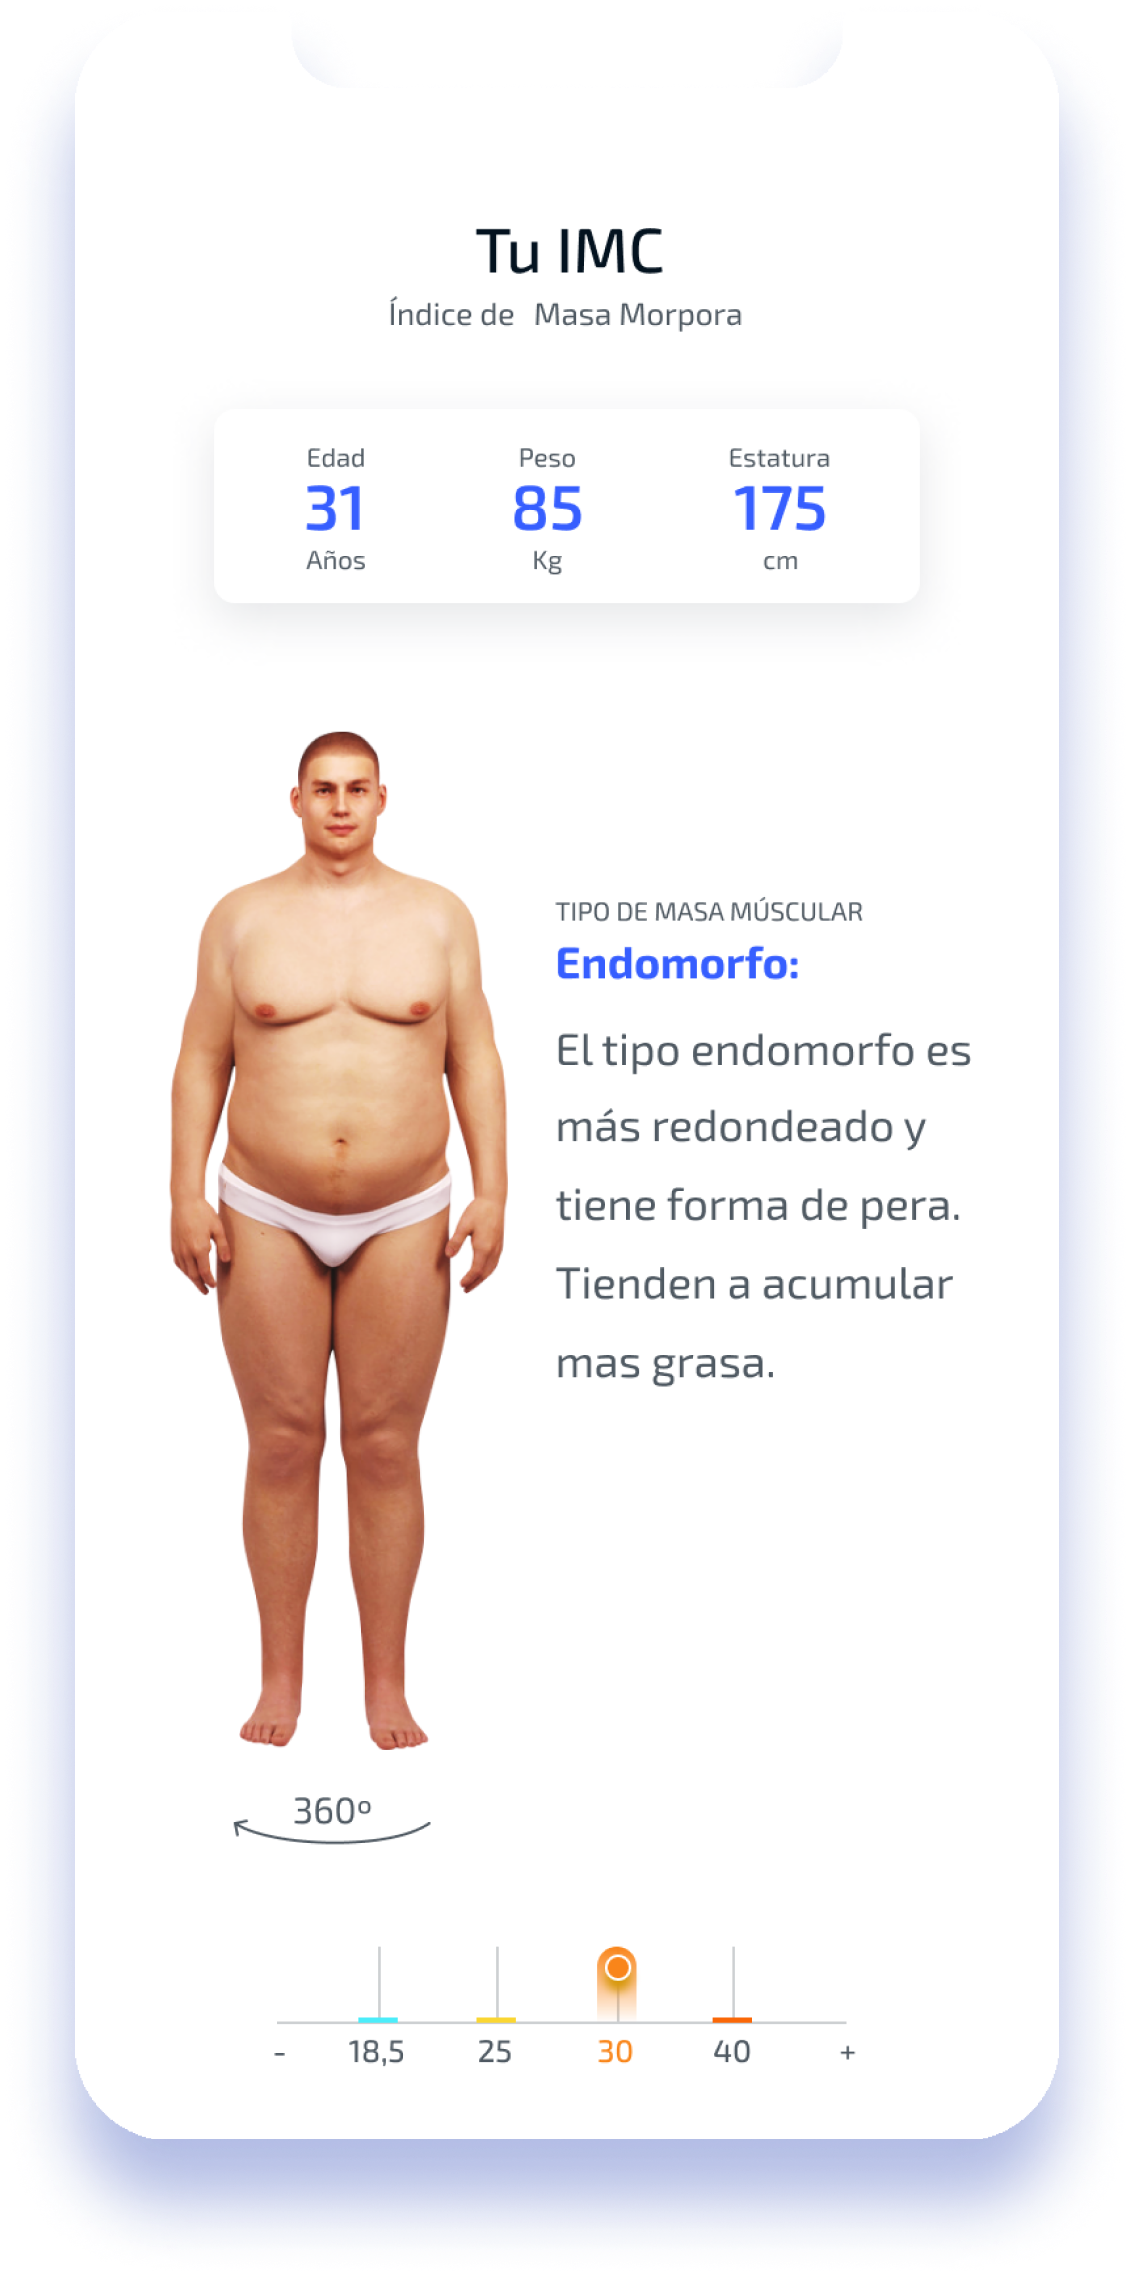 Tu IMC
Índice de Masa Morpora
Edad Peso Estatura
31 85 175
Años Kg cm
TIPO DE MASA MÚSCULAR
Endomorfo:
El tipo endomorfo es
más redondeado y
tiene forma de pera.
Tienden a acumular
mas grasa.
360º
- 18,5 25 30 40 +